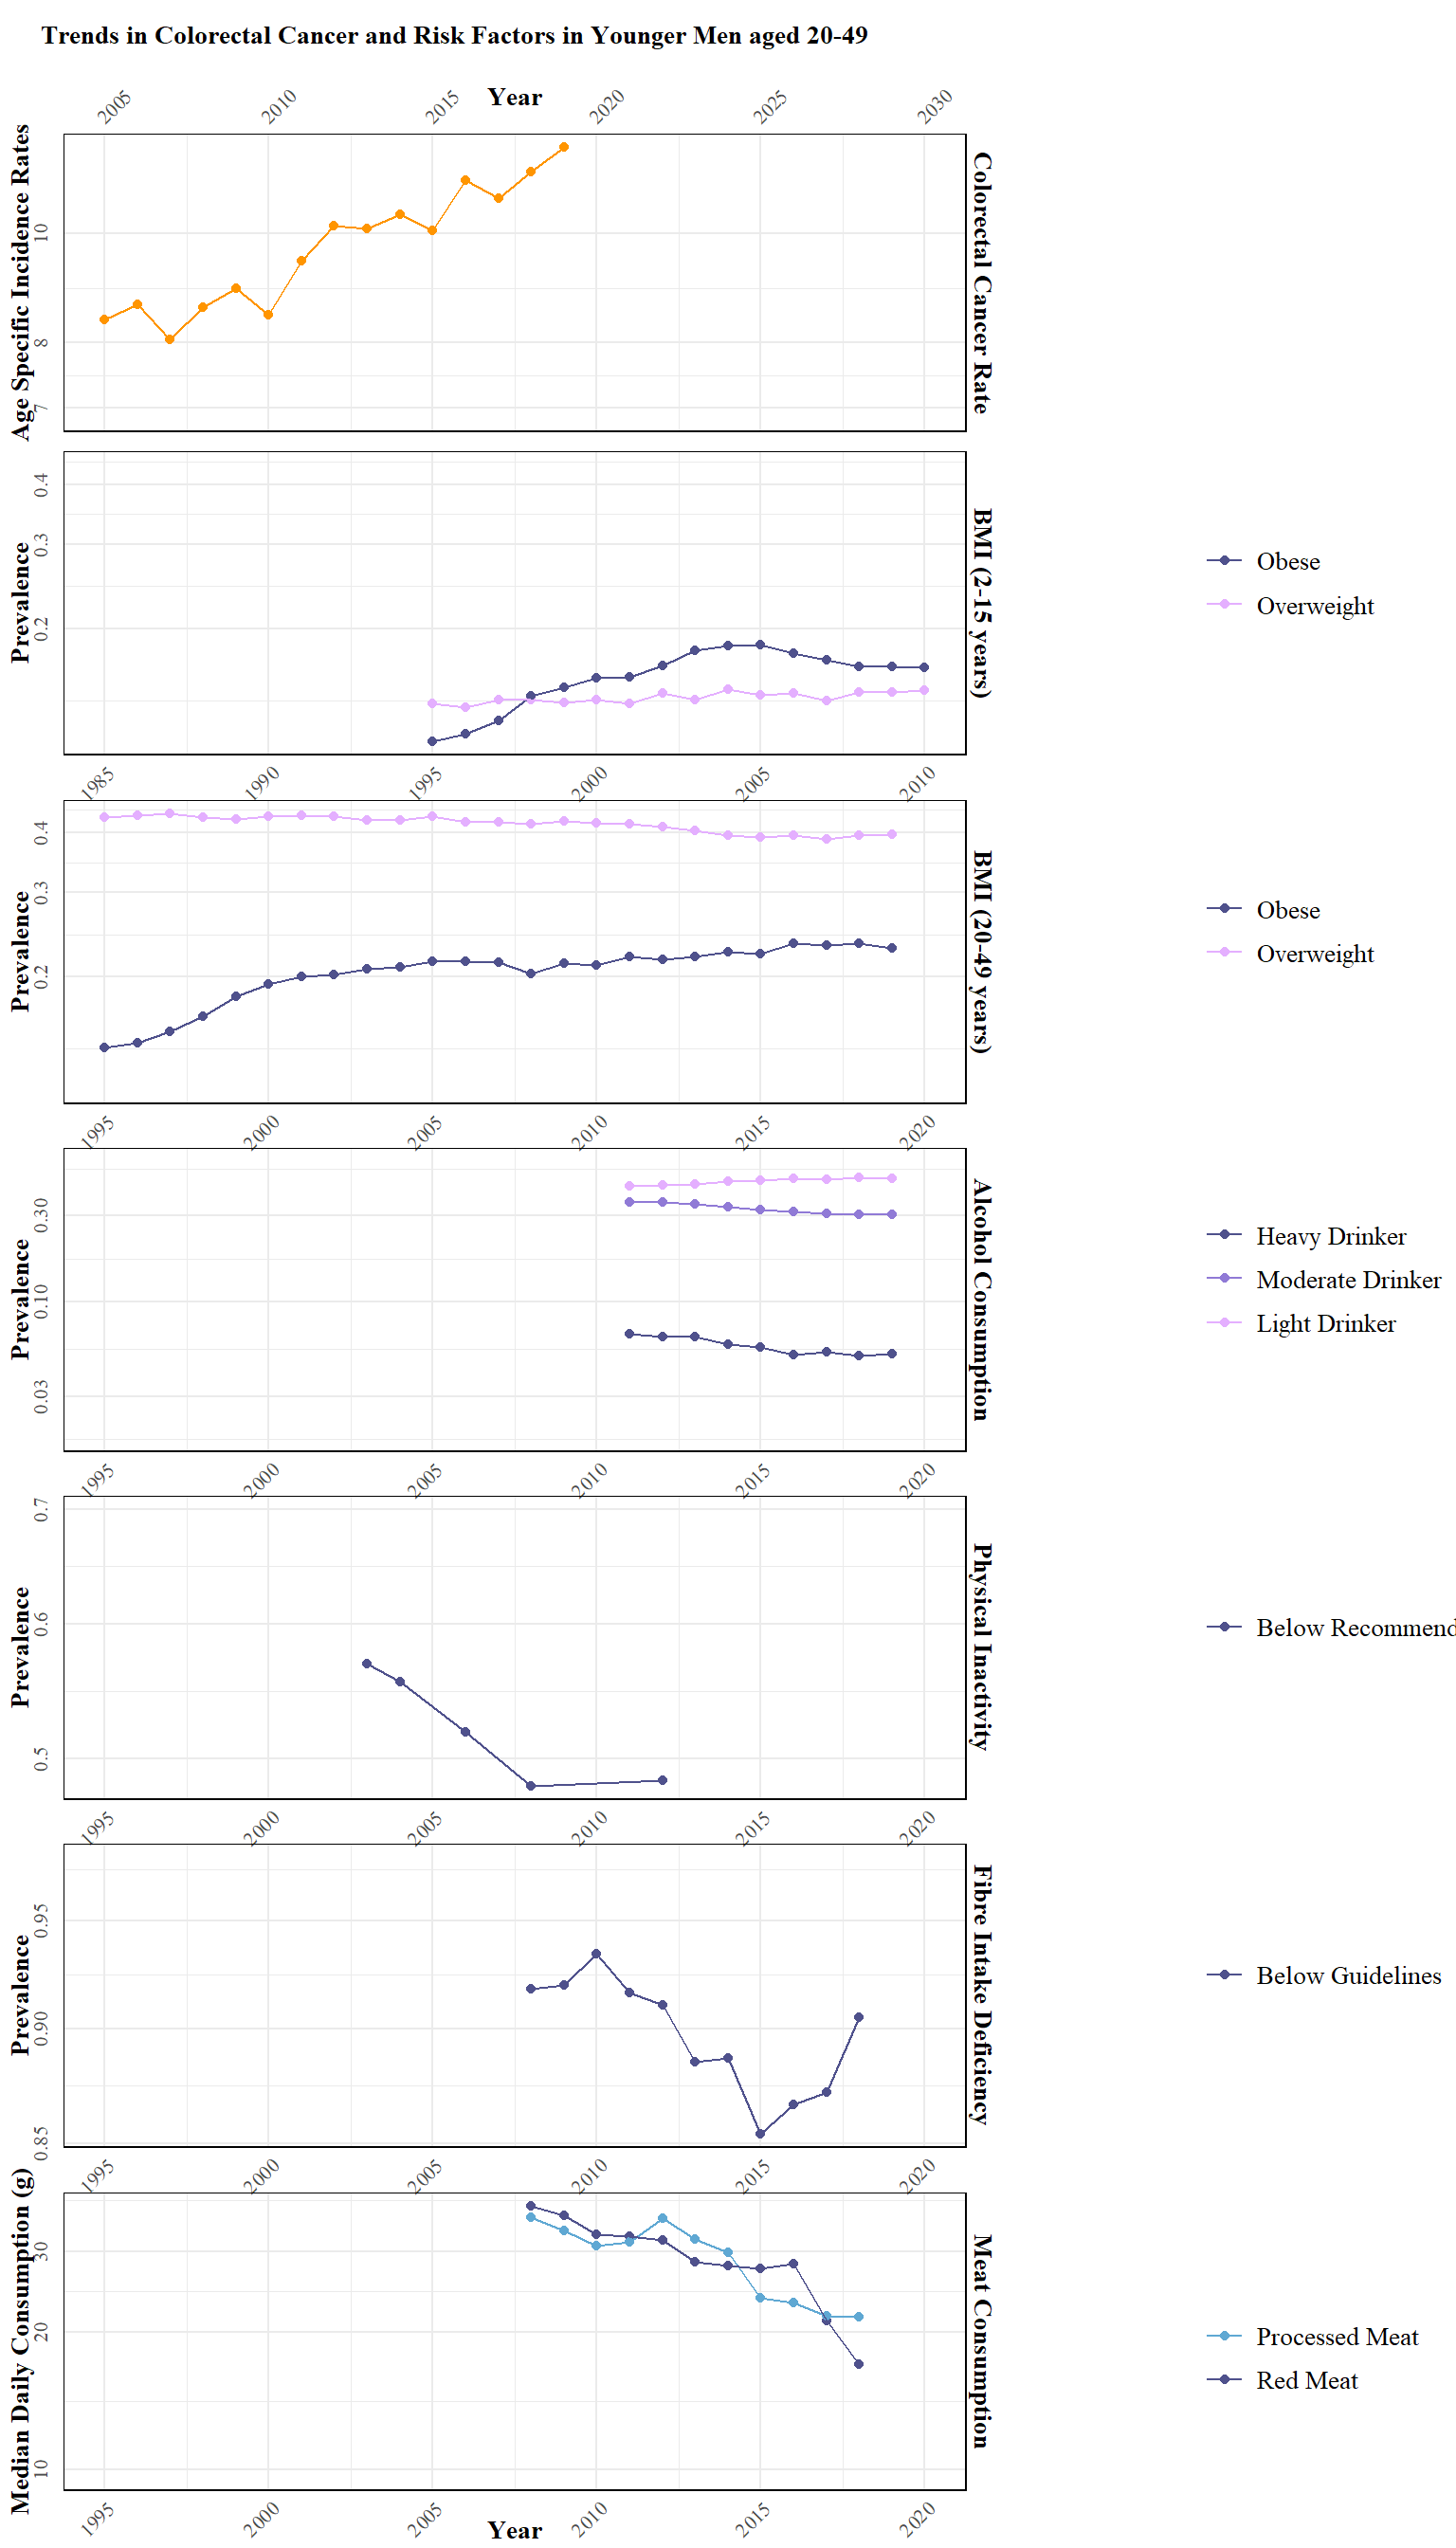 Trends in Colorectal Cancer and Risk Factors in Younger Men aged 20-49
Year
2005 2010 2015 2020 2025 2030
Age Specific Incidence Rates
10
8
7
Colorectal Cancer Rate
Prevalence
0.4
0.3
0.2
BMI (2-15 years)
Obese
Overweight
1985 1990 1995 2000 2005 2010
Prevalence
0.4
0.3
0.2
BMI (20-49 years)
Obese
Overweight
1995 2000 2005 2010 2015 2020
Prevalence
0.30
0.10
0.03
Alcohol Consumption
Heavy Drinker
Moderate Drinker
Light Drinker
1995 2000 2005 2010 2015 2020
Prevalence
0.7
0.6
0.5
Physical Inactivity
Below Recommend
1995 2000 2005 2010 2015 2020
Prevalence
0.95
0.90
0.85
Fibre Intake Deficiency
Below Guidelines
1995 2000 2005 2010 2015 2020
Median Daily Consumption (g)
30
20
10
Meat Consumption
Processed Meat
Red Meat
1995 2000 2005 2010 2015 2020
Year